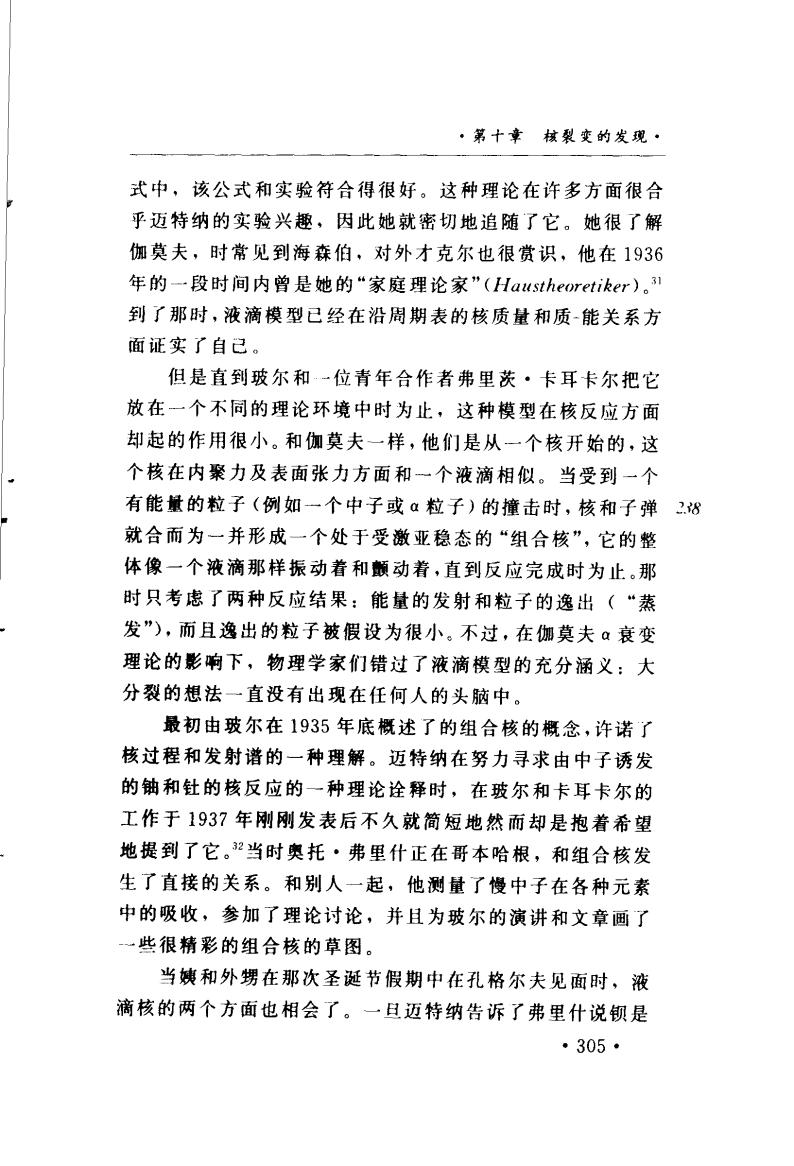 ·第十章 核裂变的发现·
式中，该公式和实验符合得很好。这种理论在许多方面很合
乎迈特纳的实验兴趣，因此她就密切地追随了它。她很了解
伽莫夫，时常见到海森伯，对外才克尔也很赏识，他在 1936
年的一段时间内曾是她的“家庭理论家”(Haustheoretiker)。31
到了那时，液滴模型已经在沿周期表的核质量和质-能关系方
面证实了自己。
但是直到玻尔和一位青年合作者弗里茨·卡耳卡尔把它
放在一个不同的理论环境中时为止，这种模型在核反应方面
却起的作用很小。和伽莫夫一样，他们是从一个核开始的，这
个核在内聚力及表面张力方面和一个液滴相似。当受到一个
有能量的粒子（例如一个中子或α粒子）的撞击时，核和子弹 238
就合而为一并形成一个处于受激亚稳态的“组合核”，它的整
体像一个液滴那样振动着和颤动着，直到反应完成时为止。那
时只考虑了两种反应结果：能量的发射和粒子的逸出（“蒸
发”），而且逸出的粒子被假设为很小。不过，在伽莫夫α衰变
理论的影响下，物理学家们错过了液滴模型的充分涵义；大
分裂的想法一直没有出现在任何人的头脑中。
最初由玻尔在 1935 年底概述了的组合核的概念，许诺了
核过程和发射谱的一种理解。迈特纳在努力寻求由中子诱发
的铀和钍的核反应的一种理论诠释时，在玻尔和卡耳卡尔的
工作于 1937 年刚刚发表后不久就简短地然而却是抱着希望
地提到了它。32当时奥托·弗里什正在哥本哈根，和组合核发
生了直接的关系。和别人一起，他测量了慢中子在各种元素
中的吸收，参加了理论讨论，并且为玻尔的演讲和文章画了
一些很精彩的组合核的草图。
当姨和外甥在那次圣诞节假期中在孔格尔夫见面时，液
滴核的两个方面也相会了。一旦迈特纳告诉了弗里什说钡是
·305·